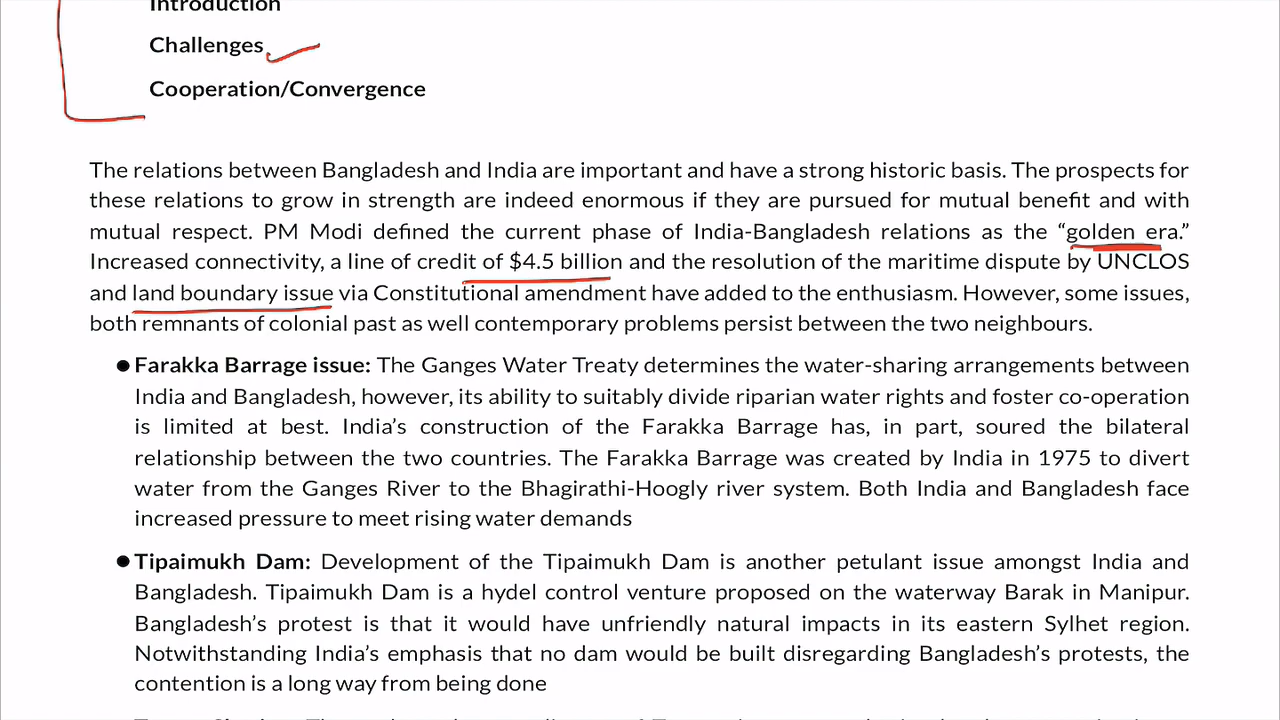 Introduction
Challenges
Cooperation/Convergence
The relations between Bangladesh and India are important and have a strong historic basis. The prospects for
these relations to grow in strength are indeed enormous if they are pursued for mutual benefit and with
mutual respect. PM Modi defined the current phase of India-Bangladesh relations as the “golden era.”
Increased connectivity, a line of credit of $4.5 billion and the resolution of the maritime dispute by UNCLOS
and land boundary issue via Constitutional amendment have added to the enthusiasm. However, some issues,
both remnants of colonial past as well contemporary problems persist between the two neighbours.
● Farakka Barrage issue: The Ganges Water Treaty determines the water-sharing arrangements between
India and Bangladesh, however, its ability to suitably divide riparian water rights and foster co-operation
is limited at best. India’s construction of the Farakka Barrage has, in part, soured the bilateral
relationship between the two countries. The Farakka Barrage was created by India in 1975 to divert
water from the Ganges River to the Bhagirathi-Hoogly river system. Both India and Bangladesh face
increased pressure to meet rising water demands
● Tipaimukh Dam: Development of the Tipaimukh Dam is another petulant issue amongst India and
Bangladesh. Tipaimukh Dam is a hydel control venture proposed on the waterway Barak in Manipur.
Bangladesh’s protest is that it would have unfriendly natural impacts in its eastern Sylhet region.
Notwithstanding India’s emphasis that no dam would be built disregarding Bangladesh’s protests, the
contention is a long way from being done